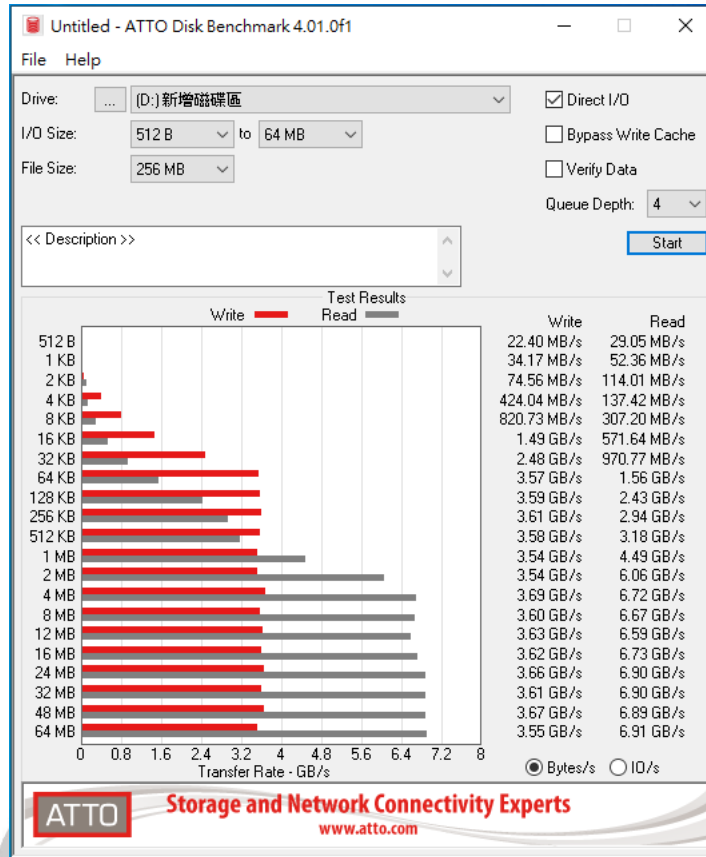 Untitled - ATTO Disk Benchmark 4.01.0f1
File Help
Drive: ... (D:)新增磁碟區 Direct I/O
I/O Size: 512 B to 64 MB Bypass Write Cache
File Size: 256 MB Verify Data
Queue Depth: 4
<< Description >> Start
Test Results
Write Read Write Read
512 B 22.40 MB/s 29.05 MB/s
1 KB 34.17 MB/s 52.36 MB/s
2 KB 74.56 MB/s 114.01 MB/s
4 KB 424.04 MB/s 137.42 MB/s
8 KB 820.73 MB/s 307.20 MB/s
16 KB 1.49 GB/s 571.64 MB/s
32 KB 2.48 GB/s 970.77 MB/s
64 KB 3.57 GB/s 1.56 GB/s
128 KB 3.59 GB/s 2.43 GB/s
256 KB 3.61 GB/s 2.94 GB/s
512 KB 3.58 GB/s 3.18 GB/s
1 MB 3.54 GB/s 4.49 GB/s
2 MB 3.54 GB/s 6.06 GB/s
4 MB 3.69 GB/s 6.72 GB/s
8 MB 3.60 GB/s 6.67 GB/s
12 MB 3.63 GB/s 6.59 GB/s
16 MB 3.62 GB/s 6.73 GB/s
24 MB 3.66 GB/s 6.90 GB/s
32 MB 3.61 GB/s 6.90 GB/s
48 MB 3.67 GB/s 6.89 GB/s
64 MB 3.55 GB/s 6.91 GB/s
0 0.8 1.6 2.4 3.2 4 4.8 5.6 6.4 7.2 8
Transfer Rate - GB/s Bytes/s IO/s
ATTO Storage and Network Connectivity Experts
www.atto.com